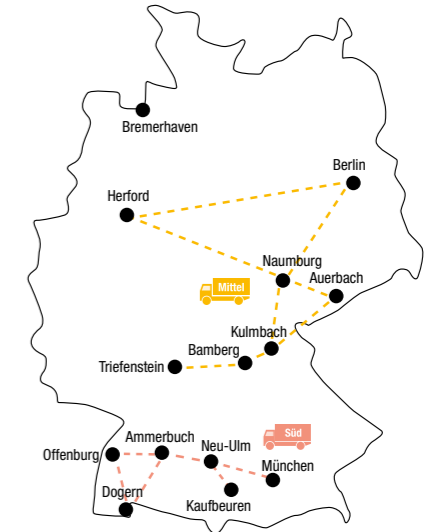 Bremerhaven
Berlin
Herford
Naumburg
Auerbach
Mittel
Kulmbach
Bamberg
Triefenstein
Süd
Ammerbuch
Neu-Ulm
Offenburg
München
Dogern
Kaufbeuren